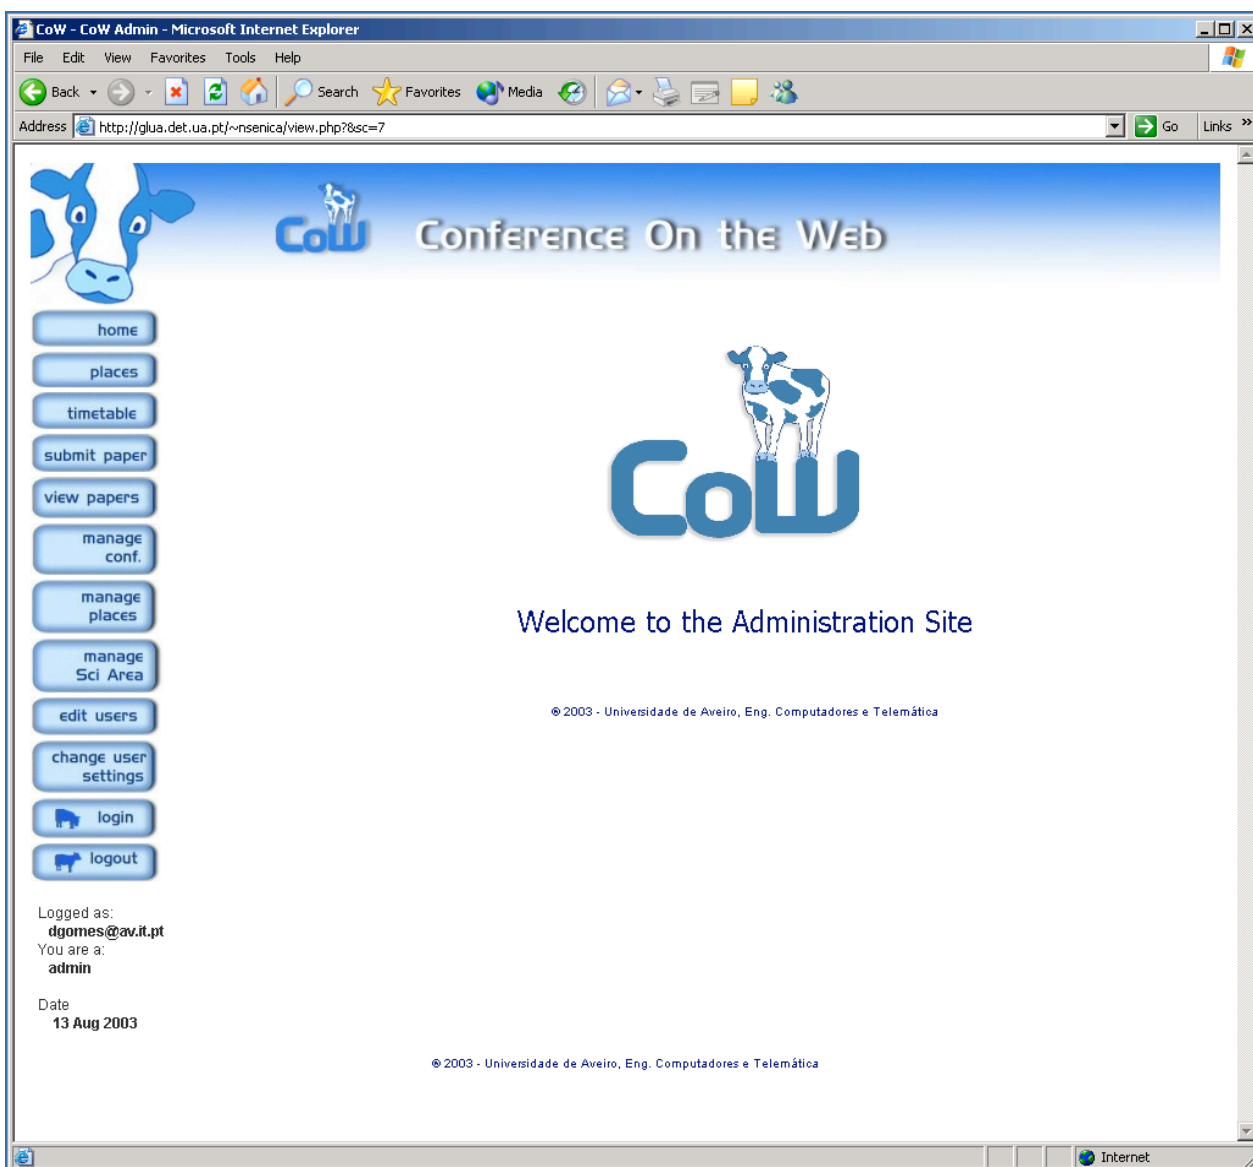 CoW - CoW Admin - Microsoft Internet Explorer
File Edit View Favorites Tools Help
Back Search Favorites Media
Address http://glua.det.ua.pt/~nsenica/view.php?&sc=7 Go Links »
CoW Conference On the Web
home
places
timetable
submit paper
view papers
manage
conf.
manage
places
manage
Sci Area
edit users
change user
settings
login
logout
Logged as:
dgomes@av.it.pt
You are a:
admin
Date
13 Aug 2003
CoW
Welcome to the Administration Site
® 2003 - Universidade de Aveiro, Eng. Computadores e Telemática
® 2003 - Universidade de Aveiro, Eng. Computadores e Telemática
Internet